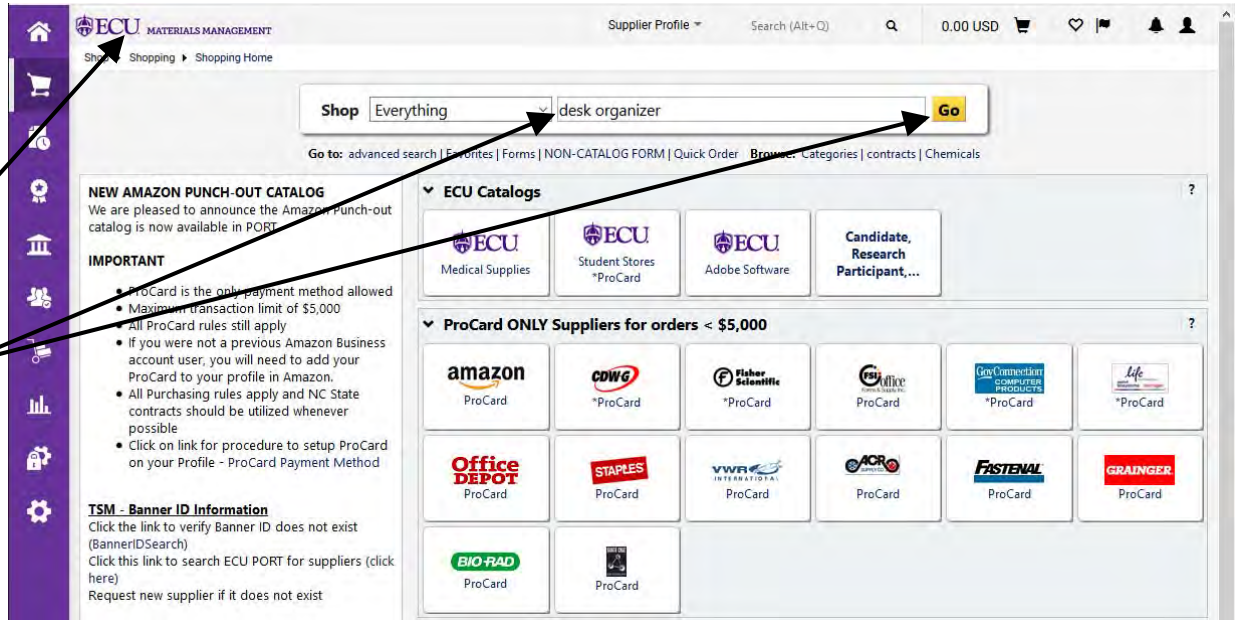 ECU MATERIALS MANAGEMENT
Supplier Profile
Search (Alt+Q)
0.00 USD
Shop Shopping Shopping Home
Shop Everything desk organizer Go
Go to: advanced search | Favorites | Forms | NON-CATALOG FORM | Quick Order Browse: Categories | contracts | Chemicals
NEW AMAZON PUNCH-OUT CATALOG
We are pleased to announce the Amazon Punch-out
catalog is now available in PORT
IMPORTANT
• ProCard is the only payment method allowed
• Maximum transaction limit of $5,000
• All ProCard rules still apply
• If you were not a previous Amazon Business
account user, you will need to add your
ProCard to your profile in Amazon.
• All Purchasing rules apply and NC State
contracts should be utilized whenever
possible
• Click on link for procedure to setup ProCard
on your Profile - ProCard Payment Method
TSM - Banner ID Information
Click the link to verify Banner ID does not exist
(BannerIDSearch)
Click this link to search ECU PORT for suppliers (click
here)
Request new supplier if it does not exist
ECU Catalogs ?
ECU
Medical Supplies
ECU
Student Stores
*ProCard
ECU
Adobe Software
Candidate,
Research
Participant,...
ProCard ONLY Suppliers for orders < $5,000 ?
amazon
ProCard
CDWG
*ProCard
Fisher
Scientific
*ProCard
FSI office
ProCard
GovConnection
COMPUTER
PRODUCTS
*ProCard
life
*ProCard
Office
DEPOT
ProCard
STAPLES
ProCard
VWR
INTERNATIONAL
ProCard
ACR
ProCard
FASTENAL
ProCard
GRAINGER
ProCard
BIO-RAD
ProCard
ProCard